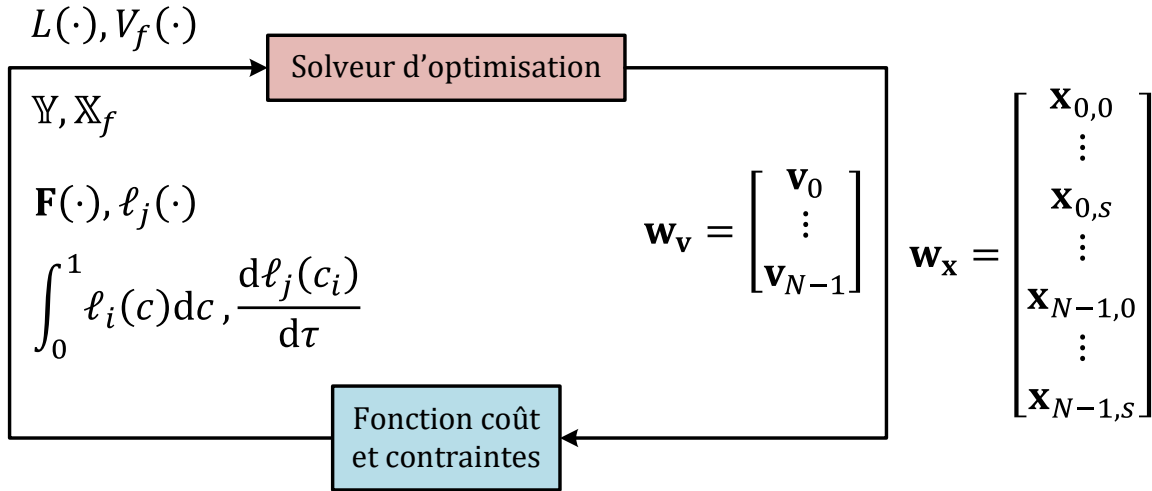 L(·), V_f(·)
Solveur d'optimisation
𝕐, 𝕏_f
𝐅(·), ℓ_j(·)
∫_0^1 ℓ_i(c)dc , dℓ_j(c_i)/dτ
𝐰_𝐯 = [𝐯_0 ⋮ 𝐯_{N−1}]
𝐰_𝐱 = [𝐱_{0,0} ⋮ 𝐱_{0,s} ⋮ 𝐱_{N−1,0} ⋮ 𝐱_{N−1,s}]
Fonction coût
et contraintes